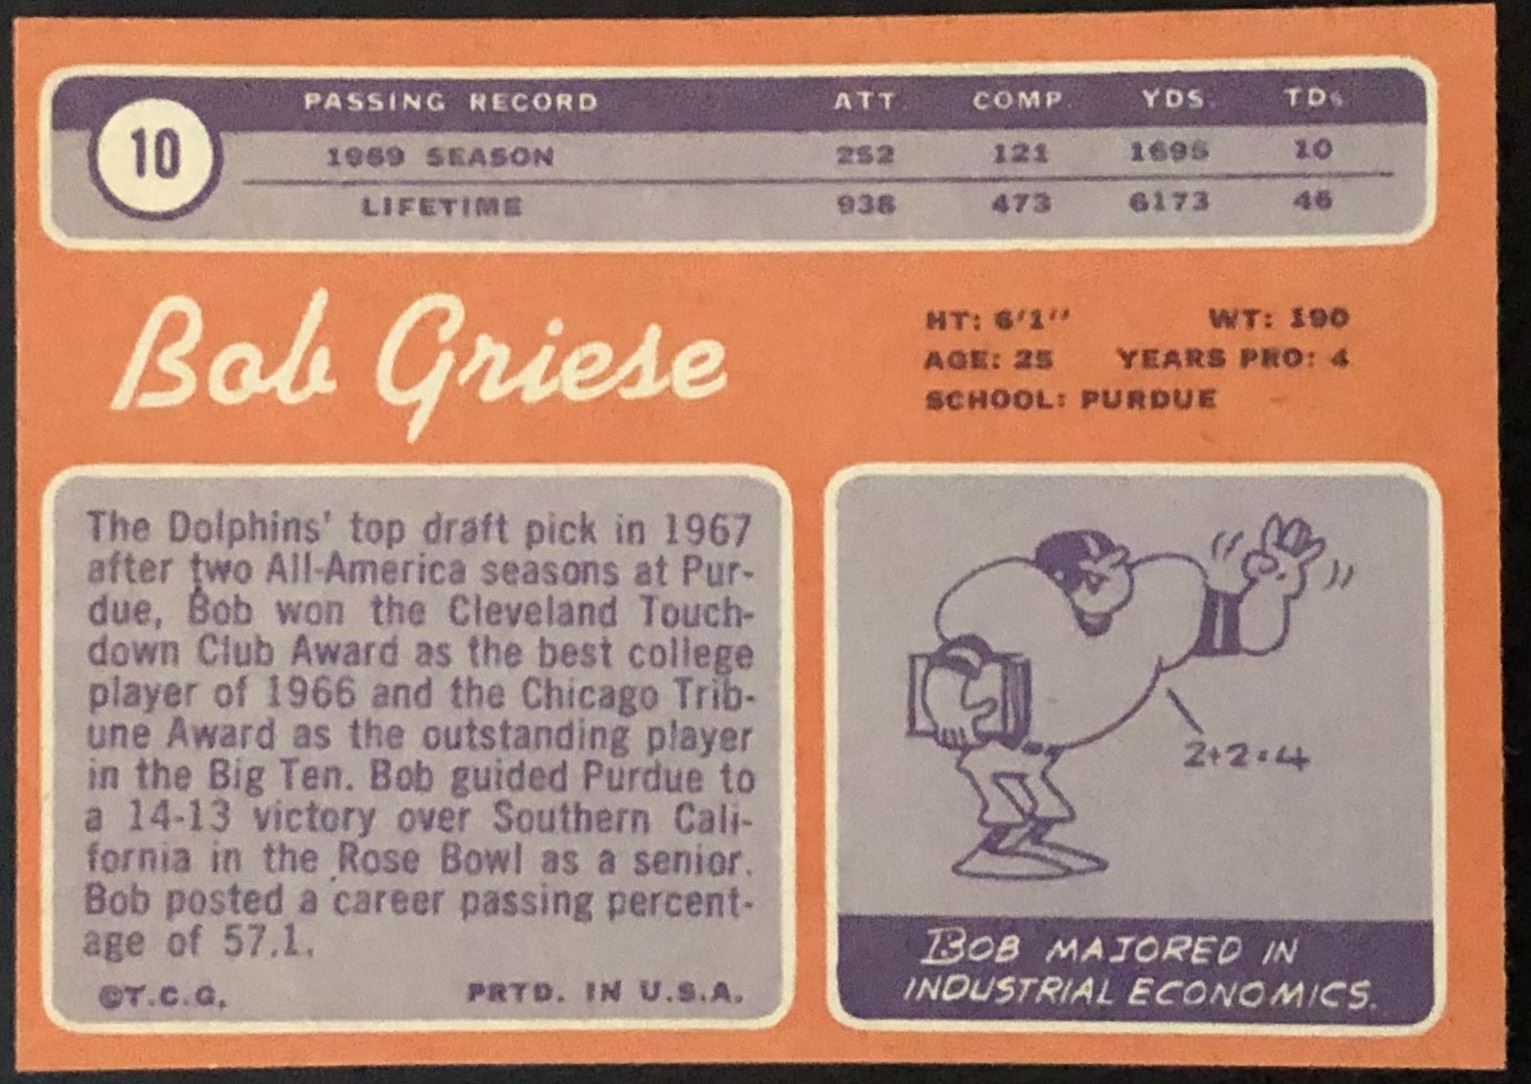 PASSING RECORD ATT. COMP. YDS. TDs
10
1969 SEASON 252 121 1695 10
LIFETIME 938 473 6173 46
Bob Griese
HT: 6'1" WT: 190
AGE: 25 YEARS PRO: 4
SCHOOL: PURDUE
The Dolphins' top draft pick in 1967
after two All-America seasons at Pur-
due, Bob won the Cleveland Touch-
down Club Award as the best college
player of 1966 and the Chicago Trib-
une Award as the outstanding player
in the Big Ten. Bob guided Purdue to
a 14-13 victory over Southern Cali-
fornia in the Rose Bowl as a senior.
Bob posted a career passing percent-
age of 57.1.
©T.C.G. PRTD. IN U.S.A.
2+2=4
BOB MAJORED IN
INDUSTRIAL ECONOMICS.